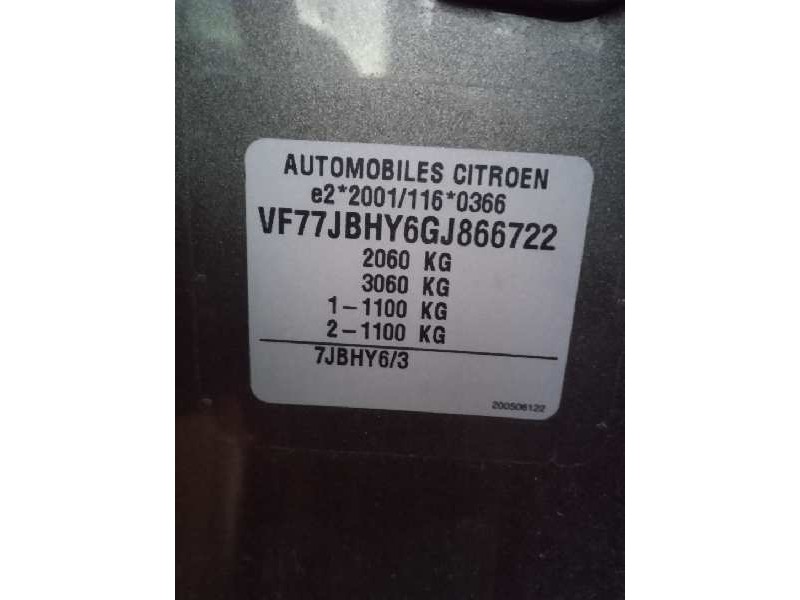 AUTOMOBILES CITROEN
e2*2001/116*0366
VF77JBHY6GJ866722
2060 KG
3060 KG
1-1100 KG
2-1100 KG
7JBHY6/3
200506122